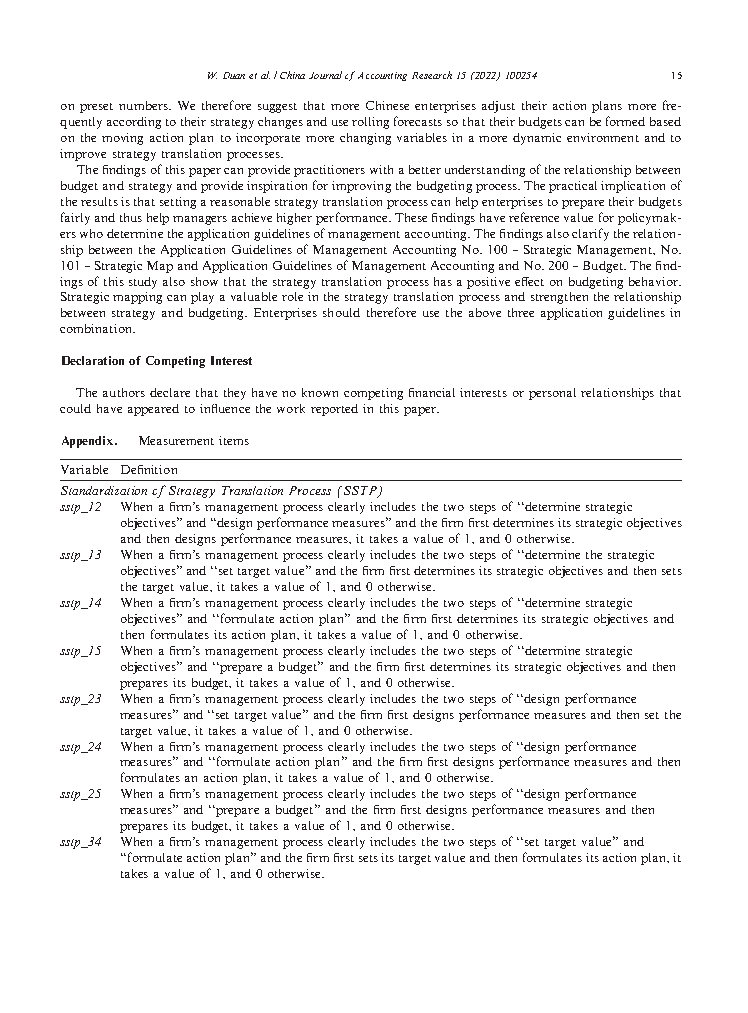 W. Duan et al. / China Journal of Accounting Research 15 (2022) 100254 15
on preset numbers. We therefore suggest that more Chinese enterprises adjust their action plans more fre-
quently according to their strategy changes and use rolling forecasts so that their budgets can be formed based
on the moving action plan to incorporate more changing variables in a more dynamic environment and to
improve strategy translation processes.
The findings of this paper can provide practitioners with a better understanding of the relationship between
budget and strategy and provide inspiration for improving the budgeting process. The practical implication of
the results is that setting a reasonable strategy translation process can help enterprises to prepare their budgets
fairly and thus help managers achieve higher performance. These findings have reference value for policymak-
ers who determine the application guidelines of management accounting. The findings also clarify the relation-
ship between the Application Guidelines of Management Accounting No. 100 – Strategic Management, No.
101 – Strategic Map and Application Guidelines of Management Accounting and No. 200 – Budget. The find-
ings of this study also show that the strategy translation process has a positive effect on budgeting behavior.
Strategic mapping can play a valuable role in the strategy translation process and strengthen the relationship
between strategy and budgeting. Enterprises should therefore use the above three application guidelines in
combination.
Declaration of Competing Interest
The authors declare that they have no known competing financial interests or personal relationships that
could have appeared to influence the work reported in this paper.
Appendix. Measurement items
Variable Definition
Standardization of Strategy Translation Process (SSTP)
sstp_12 When a firm's management process clearly includes the two steps of ‘‘determine strategic
objectives” and ‘‘design performance measures” and the firm first determines its strategic objectives
and then designs performance measures, it takes a value of 1, and 0 otherwise.
sstp_13 When a firm's management process clearly includes the two steps of ‘‘determine the strategic
objectives” and ‘‘set target value” and the firm first determines its strategic objectives and then sets
the target value, it takes a value of 1, and 0 otherwise.
sstp_14 When a firm's management process clearly includes the two steps of ‘‘determine strategic
objectives” and ‘‘formulate action plan” and the firm first determines its strategic objectives and
then formulates its action plan, it takes a value of 1, and 0 otherwise.
sstp_15 When a firm's management process clearly includes the two steps of ‘‘determine strategic
objectives” and ‘‘prepare a budget” and the firm first determines its strategic objectives and then
prepares its budget, it takes a value of 1, and 0 otherwise.
sstp_23 When a firm's management process clearly includes the two steps of ‘‘design performance
measures” and ‘‘set target value” and the firm first designs performance measures and then set the
target value, it takes a value of 1, and 0 otherwise.
sstp_24 When a firm's management process clearly includes the two steps of ‘‘design performance
measures” and ‘‘formulate action plan” and the firm first designs performance measures and then
formulates an action plan, it takes a value of 1, and 0 otherwise.
sstp_25 When a firm's management process clearly includes the two steps of ‘‘design performance
measures” and ‘‘prepare a budget” and the firm first designs performance measures and then
prepares its budget, it takes a value of 1, and 0 otherwise.
sstp_34 When a firm's management process clearly includes the two steps of ‘‘set target value” and
‘‘formulate action plan” and the firm first sets its target value and then formulates its action plan, it
takes a value of 1, and 0 otherwise.